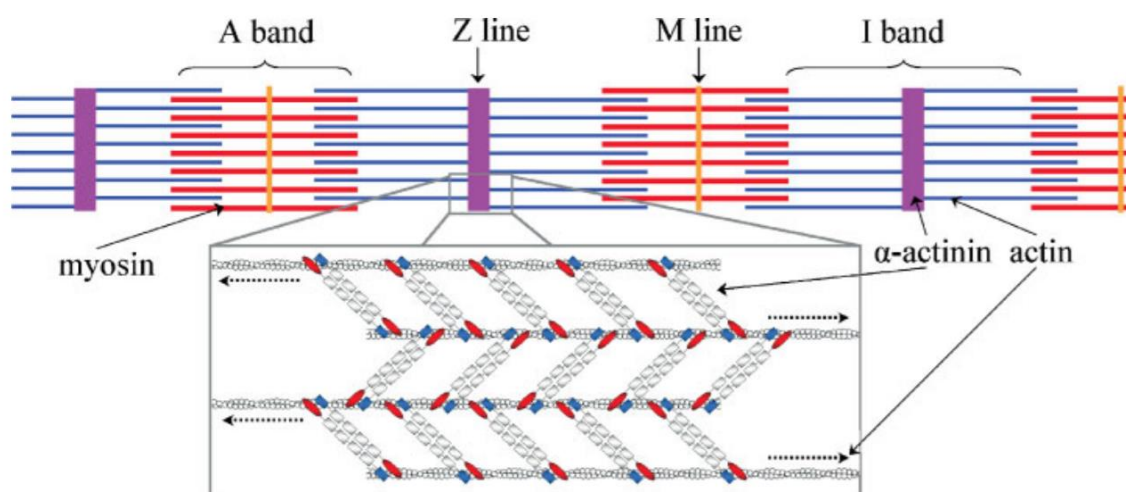 A band
Z line
M line
I band
myosin
α-actinin
actin